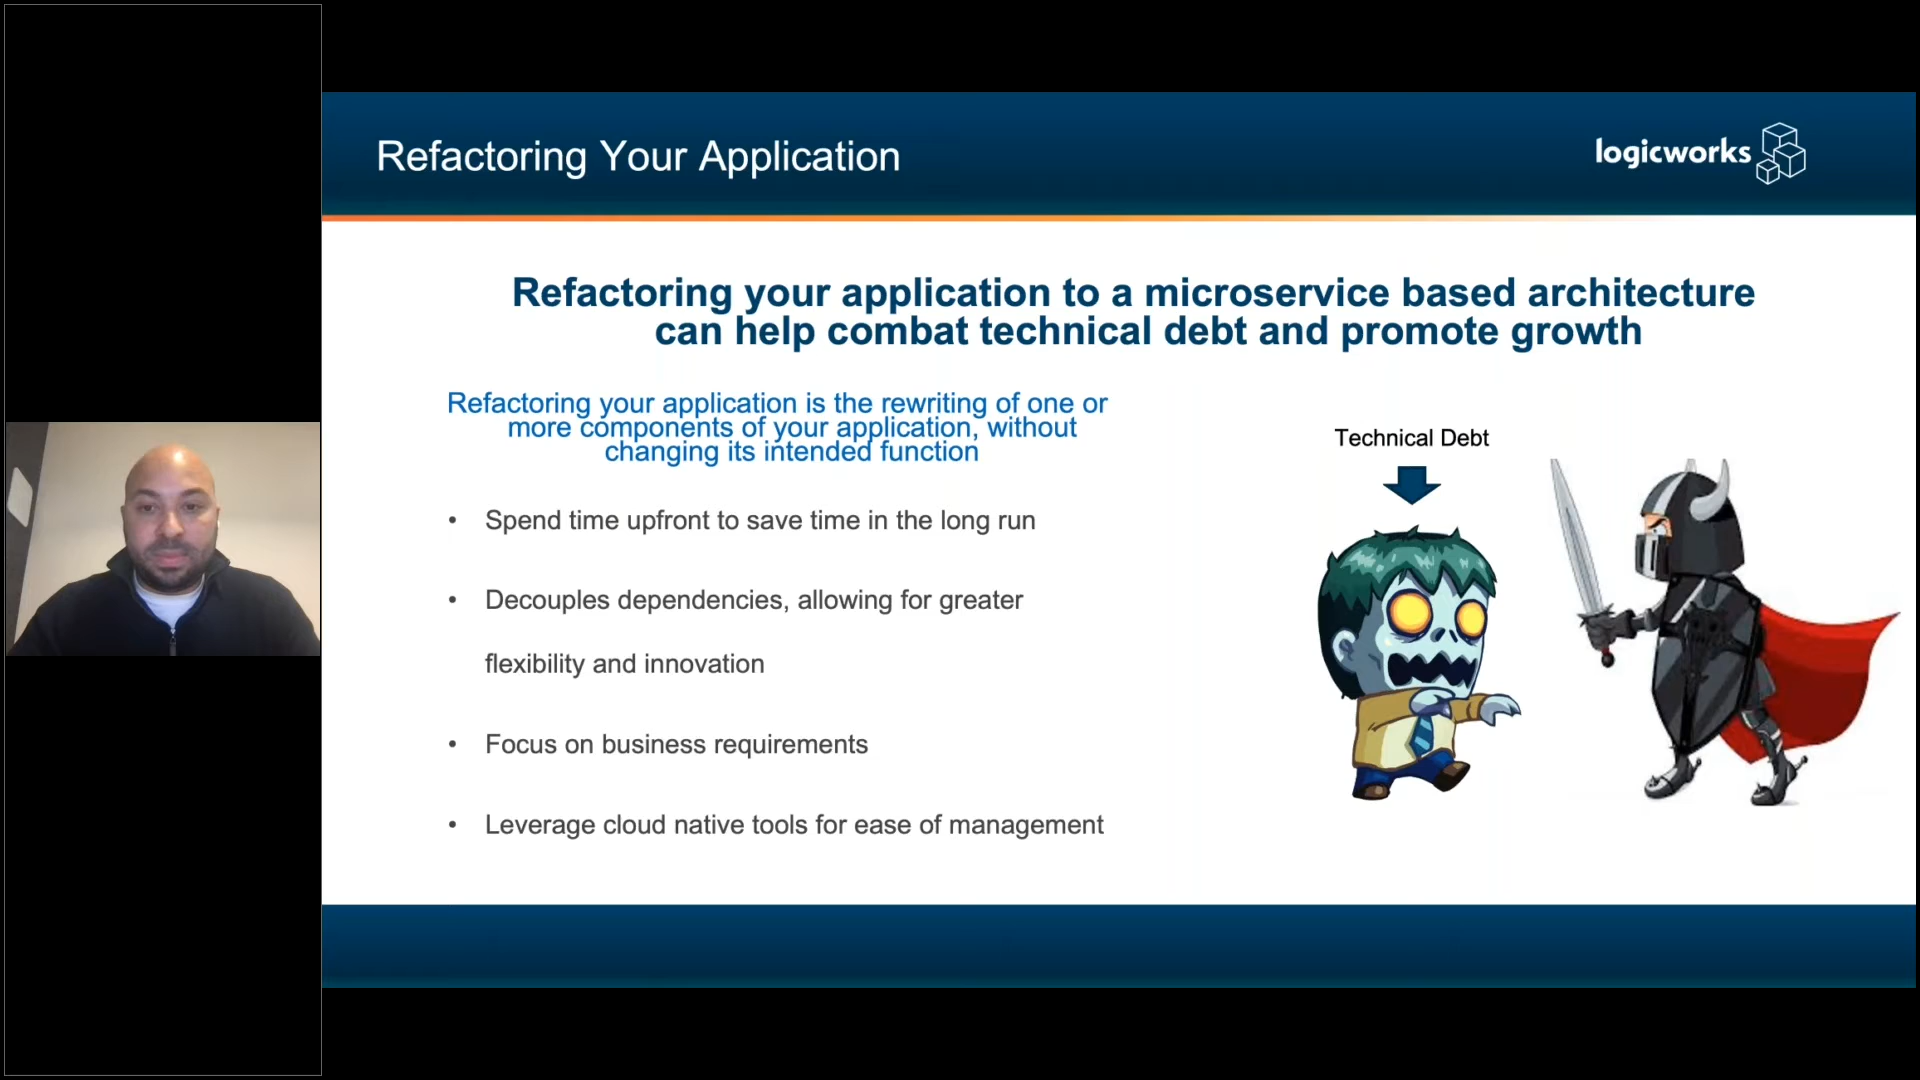 Refactoring Your Application
logicworks
Refactoring your application to a microservice based architecture
can help combat technical debt and promote growth
Refactoring your application is the rewriting of one or
more components of your application, without
changing its intended function
• Spend time upfront to save time in the long run
• Decouples dependencies, allowing for greater
flexibility and innovation
• Focus on business requirements
• Leverage cloud native tools for ease of management
Technical Debt